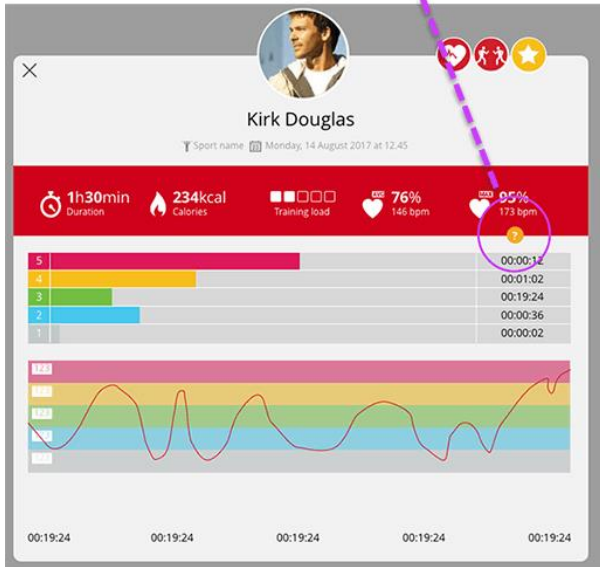 Kirk Douglas
Sport name Monday, 14 August 2017 at 12.45
1h30min
Duration
234kcal
Calories
Training load
AVG
76%
146 bpm
MAX
95%
173 bpm
?
5 00:00:12
4 00:01:02
3 00:19:24
2 00:00:36
1 00:00:02
123
123
123
123
123
00:19:24 00:19:24 00:19:24 00:19:24 00:19:24